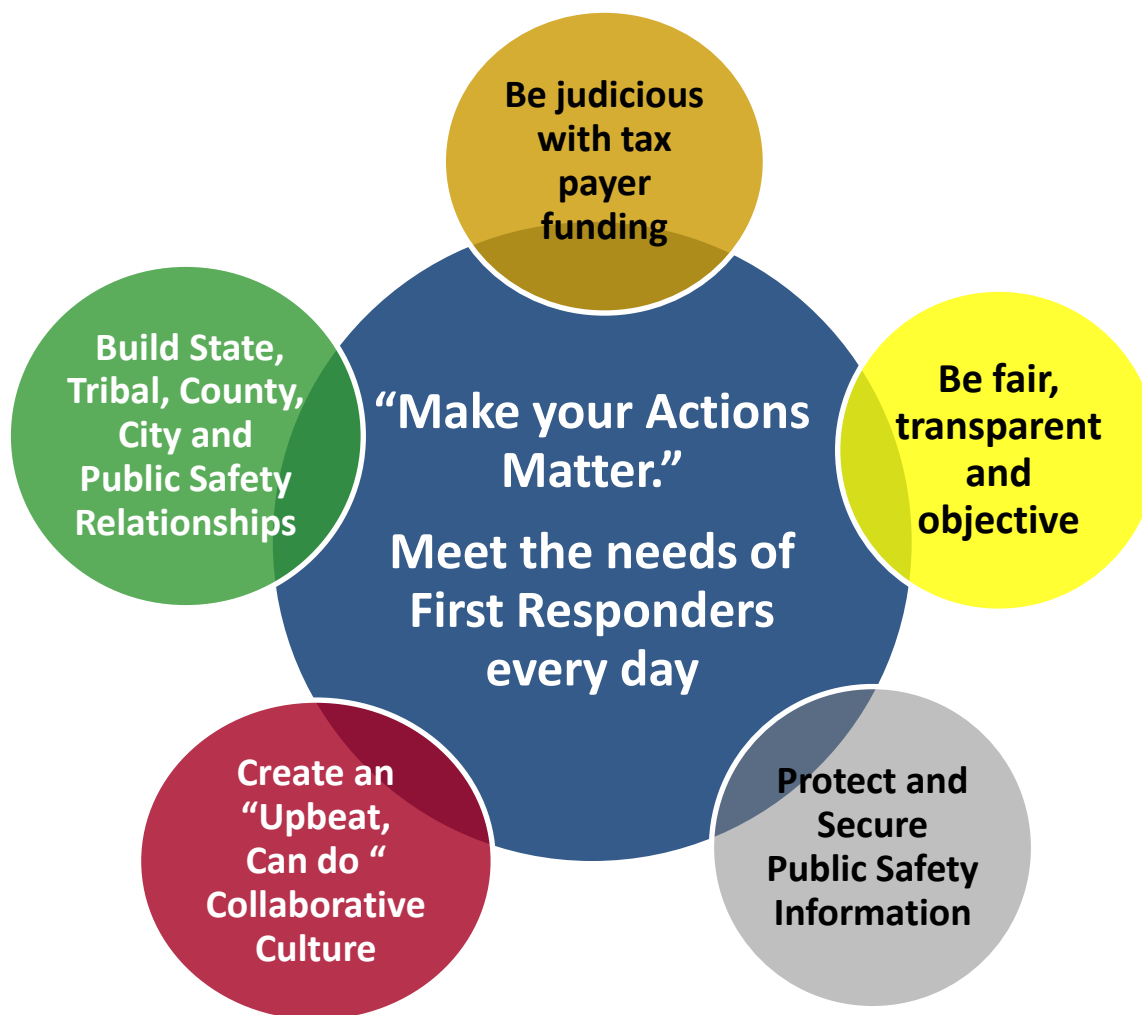 Be judicious
with tax
payer
funding
Build State,
Tribal, County,
City and
Public Safety
Relationships
“Make your Actions
Matter.”
Meet the needs of
First Responders
every day
Be fair,
transparent
and
objective
Create an
“Upbeat,
Can do “
Collaborative
Culture
Protect and
Secure
Public Safety
Information